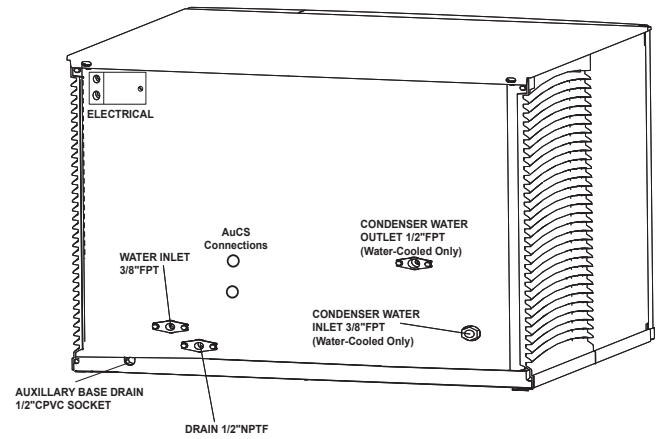 ELECTRICAL
AuCS
Connections
WATER INLET
3/8"FPT
CONDENSER WATER
OUTLET 1/2"FPT
(Water-Cooled Only)
CONDENSER WATER
INLET 3/8"FPT
(Water-Cooled Only)
AUXILLARY BASE DRAIN
1/2"CPVC SOCKET
DRAIN 1/2"NPTF